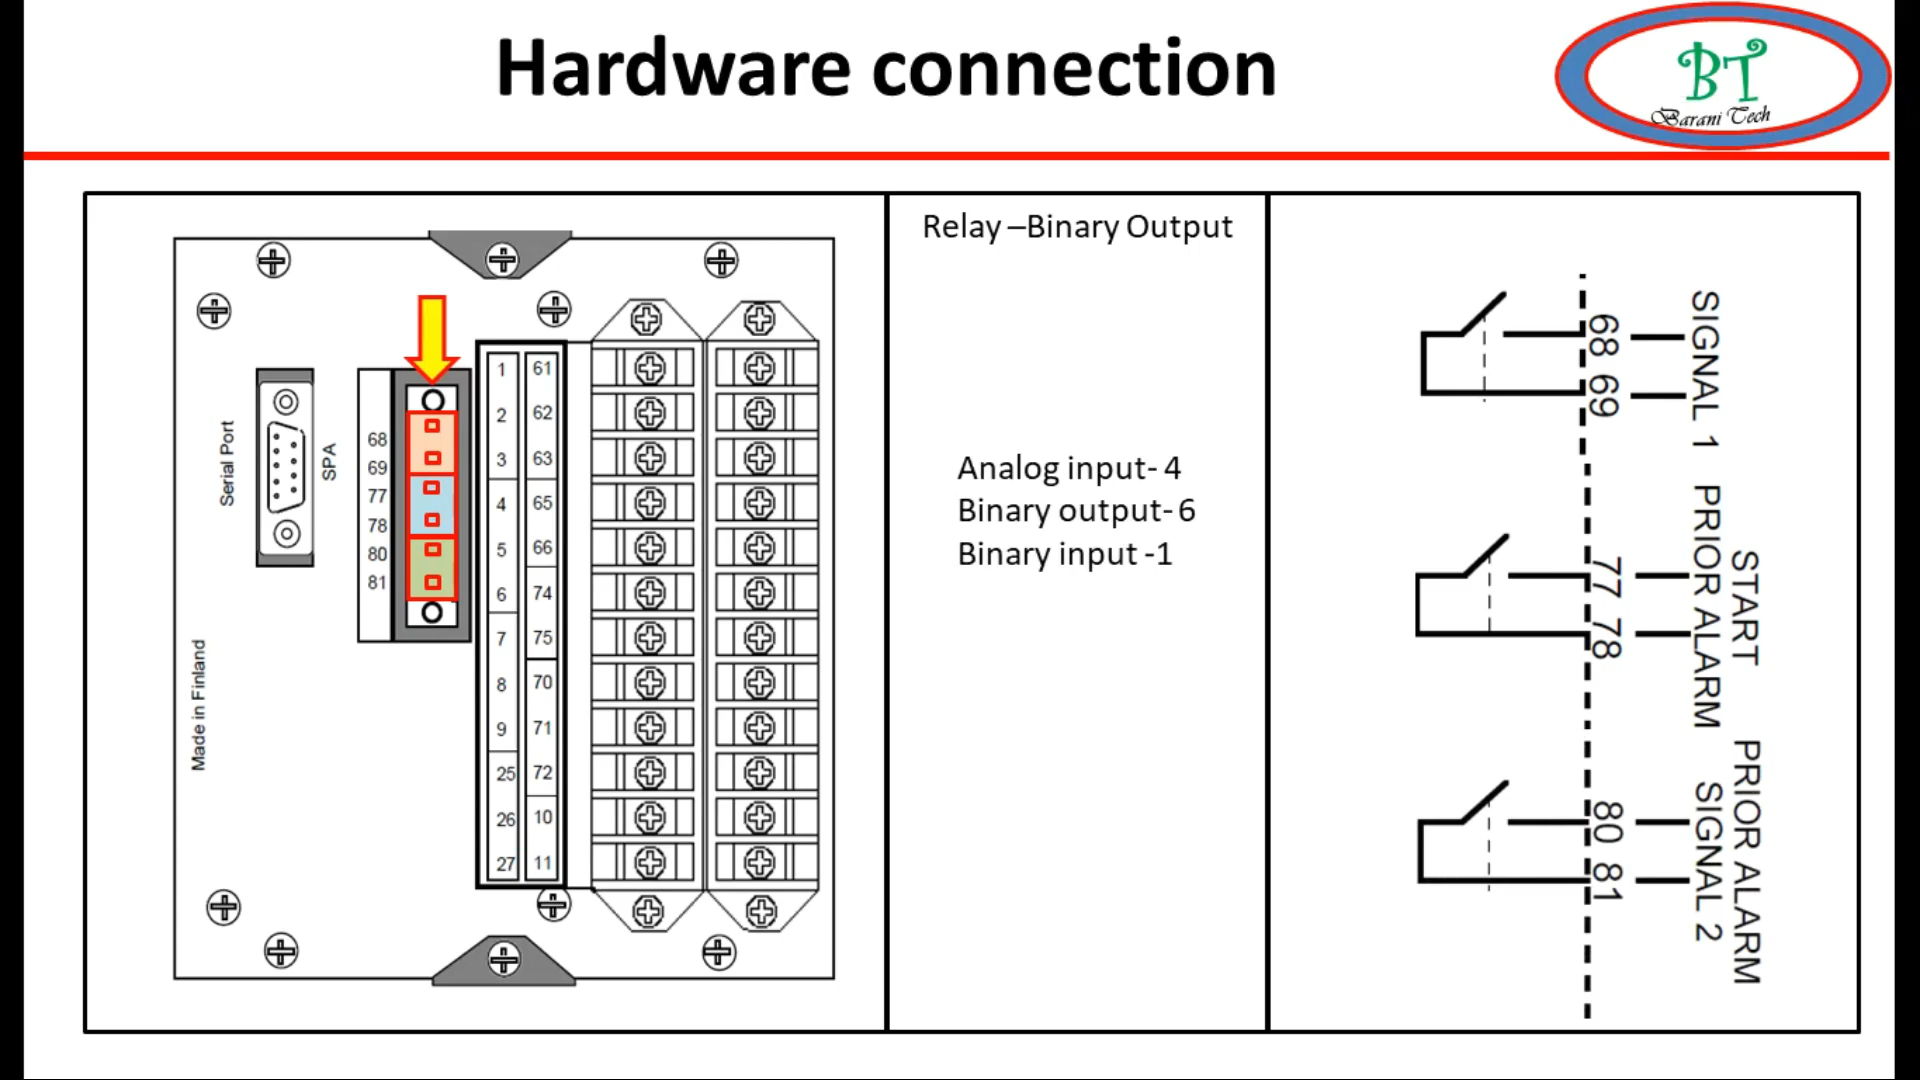 Hardware connection
BT
Barani Tech
Serial Port
SPA
Made in Finland
68
69
77
78
80
81
1 61
2 62
3 63
4 65
5 66
6 74
7 75
8 70
9 71
25 72
26 10
27 11
Relay –Binary Output
Analog input- 4
Binary output- 6
Binary input -1
68 69
SIGNAL 1
77 78
START
PRIOR ALARM
80 81
PRIOR ALARM
SIGNAL 2